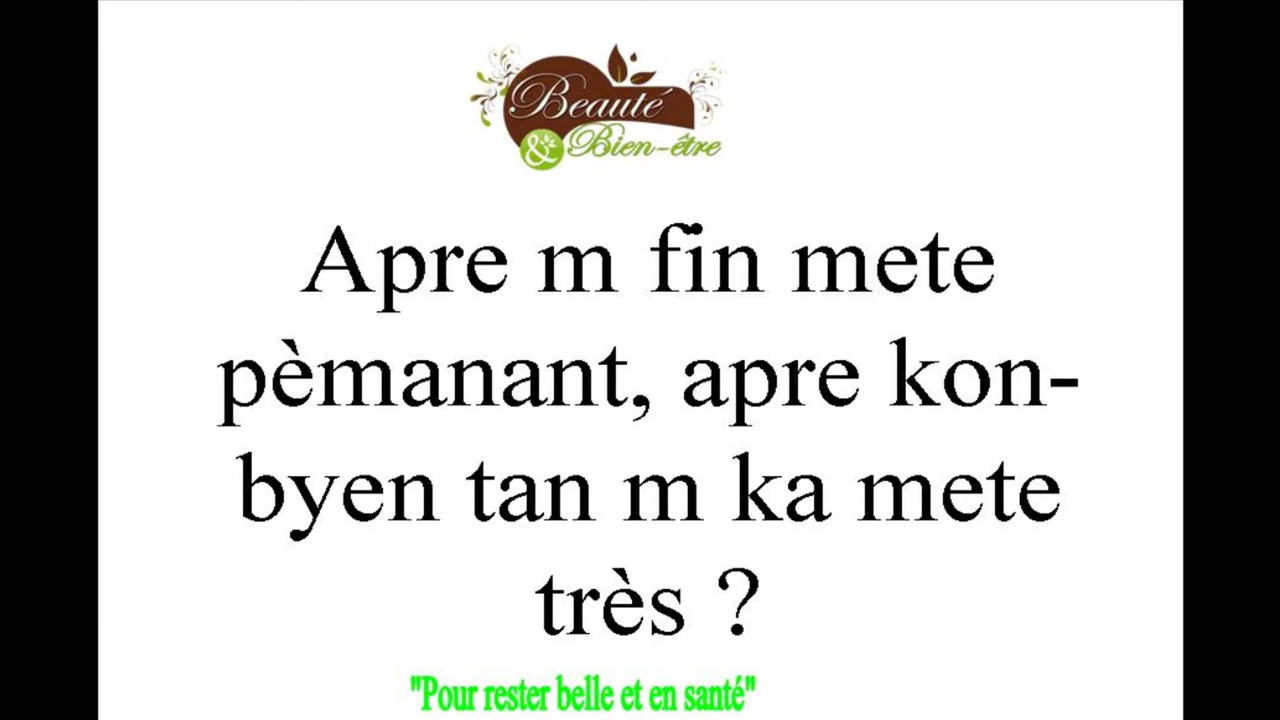 Beauté
& Bien-être
Apre m fin mete
pèmanant, apre kon-
byen tan m ka mete
très ?
"Pour rester belle et en santé"